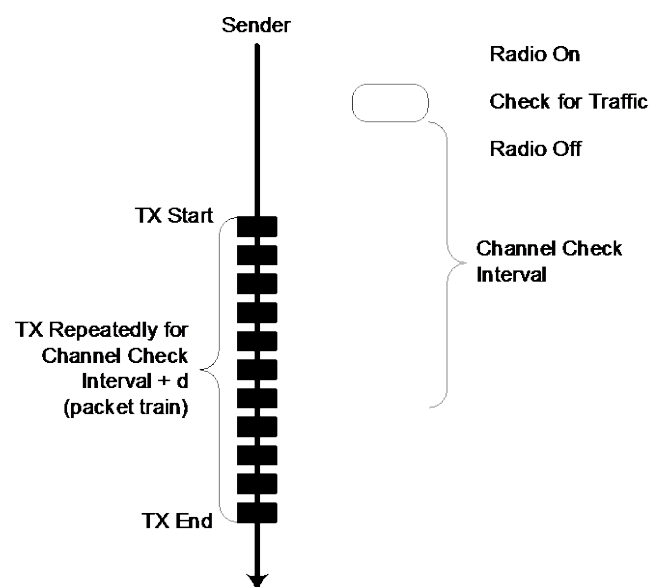 Sender
Radio On
Check for Traffic
Radio Off
TX Start
Channel Check
Interval
TX Repeatedly for
Channel Check
Interval + d
(packet train)
TX End